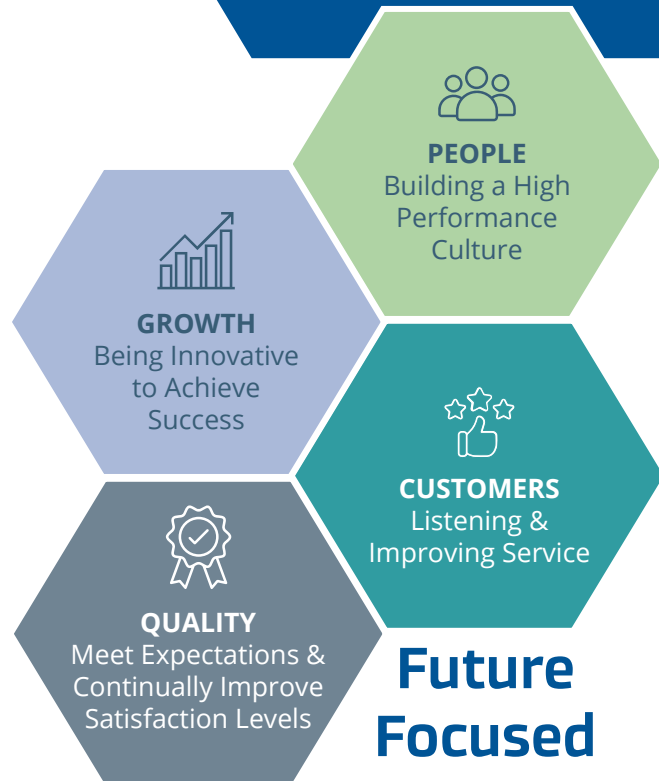 PEOPLE
Building a High
Performance
Culture
GROWTH
Being Innovative
to Achieve
Success
CUSTOMERS
Listening &
Improving Service
QUALITY
Meet Expectations &
Continually Improve
Satisfaction Levels
Future
Focused